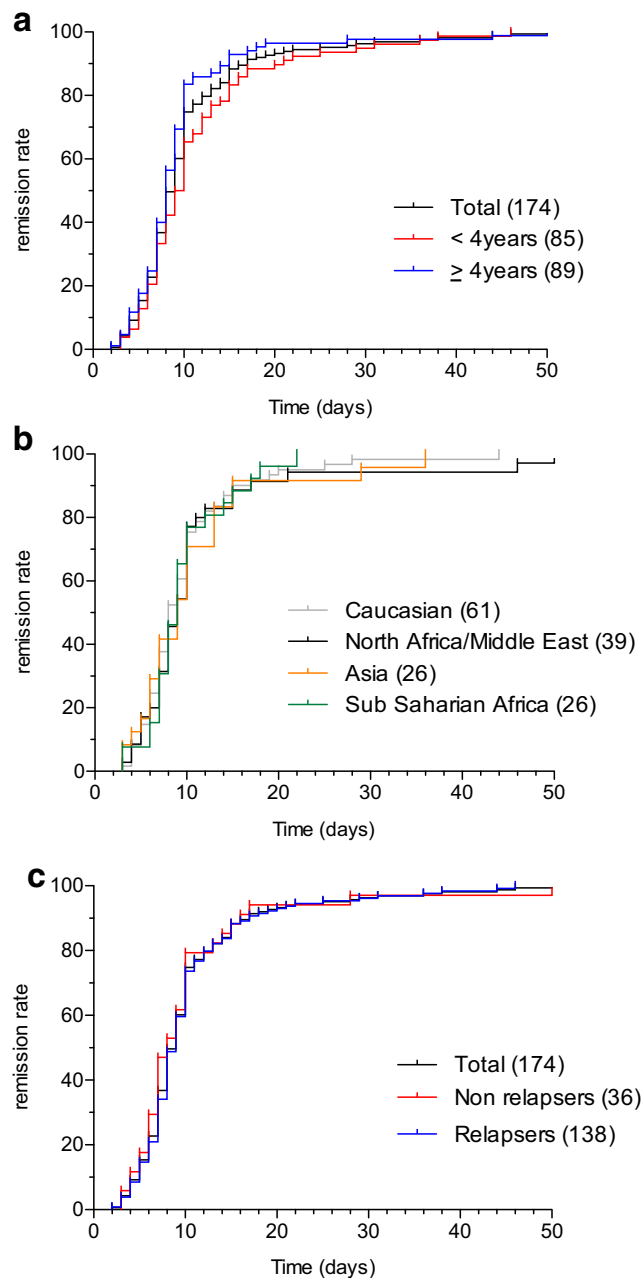 a
100
80
60
40
20
0
remission rate
Total (174)
< 4years (85)
≥ 4years (89)
0 10 20 30 40 50
Time (days)
b
100
80
60
40
20
0
remission rate
Caucasian (61)
North Africa/Middle East (39)
Asia (26)
Sub Saharian Africa (26)
0 10 20 30 40 50
Time (days)
c
100
80
60
40
20
0
remission rate
Total (174)
Non relapsers (36)
Relapsers (138)
0 10 20 30 40 50
Time (days)